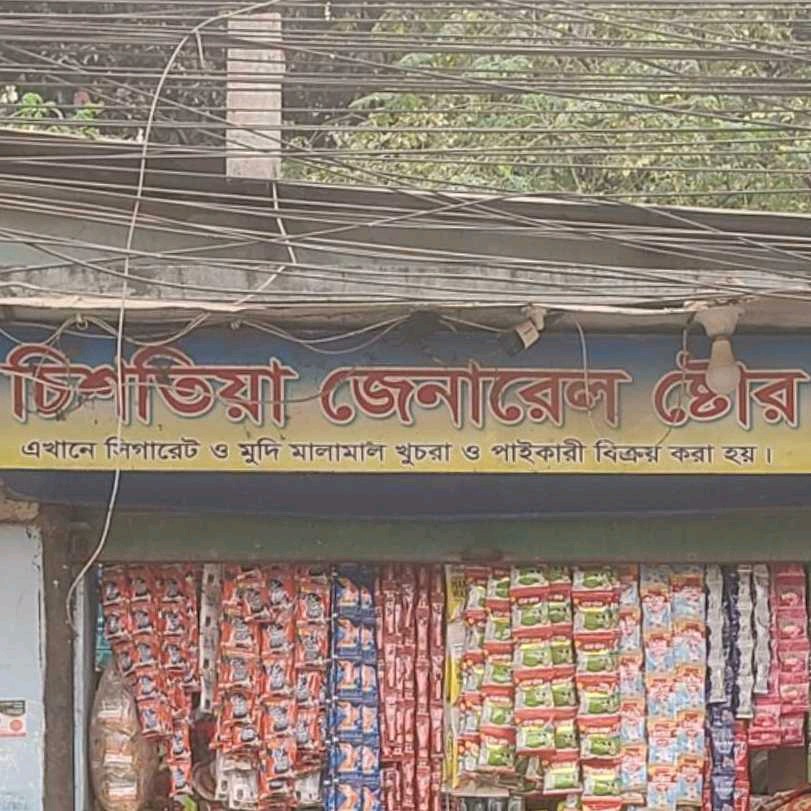 চিশতিয়া জেনারেল ষ্টোর
এখানে সিগারেট ও মুদি মালামাল খুচরা ও পাইকারী বিক্রয় করা হয়।